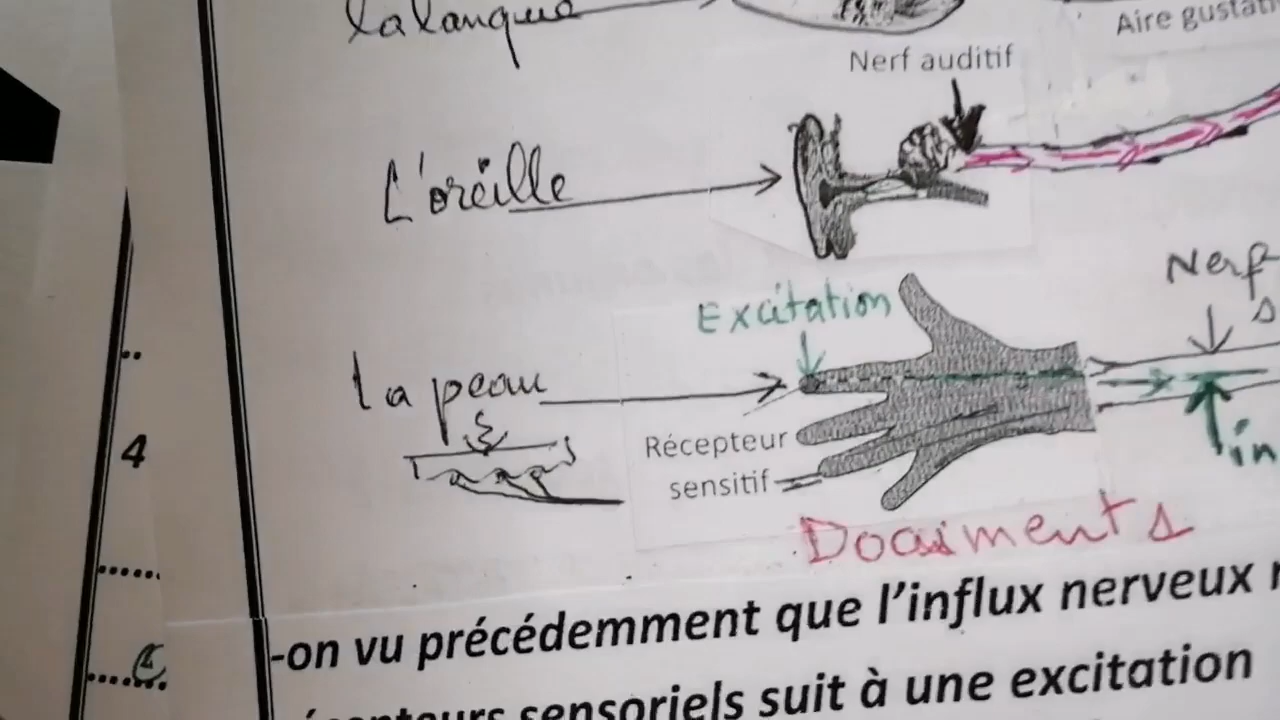 la langue
Aire gustati
Nerf auditif
L'oreille
Nerf
s
Excitation
la peau
Récepteur
sensitif
in
4
Documents
-on vu précédemment que l'influx nerveux
sensoriels suit à une excitation